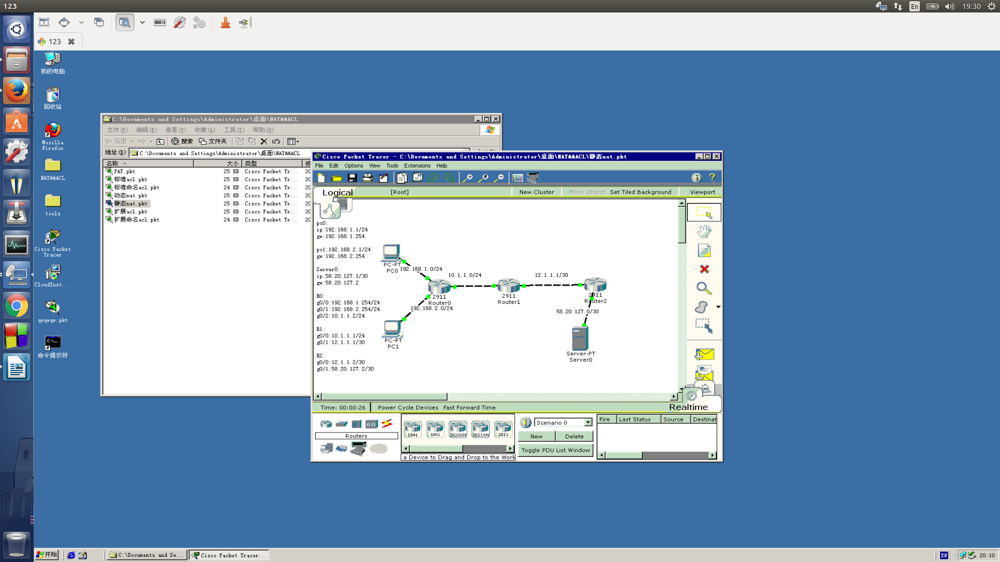 123
En
19:30
123
我的电脑
回收站
Mozilla
Firefox
NAT&&ACL
tools
Cisco Packet
Tracer
CloudInst...
qwqwqw.pkt
命令提示符
C:\Documents and Settings\Administrator\桌面\NAT&&ACL
文件(F) 编辑(E) 查看(V) 收藏(A) 工具(T) 帮助(H)
后退 搜索 文件夹
地址(D) C:\Documents and Settings\Administrator\桌面\NAT&&ACL
名称 大小 类型 修
PAT.pkt 25 KB Cisco Packet Tr... 20
标准acl.pkt 25 KB Cisco Packet Tr... 20
标准命名acl.pkt 24 KB Cisco Packet Tr... 20
动态nat.pkt 25 KB Cisco Packet Tr... 20
静态nat.pkt 25 KB Cisco Packet Tr... 20
扩展acl.pkt 25 KB Cisco Packet Tr... 20
扩展命名acl.pkt 24 KB Cisco Packet Tr... 20
Cisco Packet Tracer - C:\Documents and Settings\Administrator\桌面\NAT&&ACL\静态nat.pkt
File Edit Options View Tools Extensions Help
Logical [Root] New Cluster Move Object Set Tiled Background Viewport
pc0:
ip:192.168.1.1/24
gw:192.168.1.254
pc1:192.168.2.1/24
gw:192.168.2.254
Server0:
ip:58.20.127.1/30
gw:58.20.127.2
R0:
g0/0:192.168.1.254/24
g0/1:192.168.2.254/24
g0/2:10.1.1.2/24
R1:
g0/0:10.1.1.1/24
g0/1:12.1.1.1/30
R2:
g0/0:12.1.1.2/30
g0/1:58.20.127.2/30
PC-PT
PC0
192.168.1.0/24
10.1.1.0/24
12.1.1.1/30
2911
Router0
2911
Router1
2911
Router2
192.168.2.0/24
58.20.127.0/30
PC-PT
PC1
Server-PT
Server0
Time: 00:00:26 Power Cycle Devices Fast Forward Time
Realtime
Routers
1841 1941 2620XM 2621XM 2811
a Device to Drag and Drop to the Work
Scenario 0
New Delete
Toggle PDU List Window
Fire Last Status Source Destinat
开始 C:\Documents and Se... Cisco Packet Tracer... EN 20:10